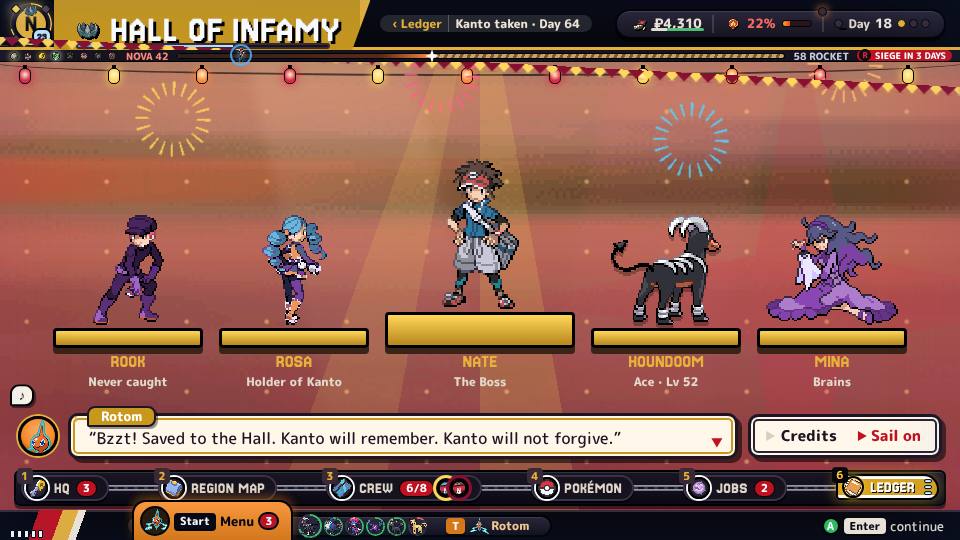 HALL OF INFAMY
‹ Ledger | Kanto taken · Day 64
₽4,310
22%
Day 18
NOVA 42
58 ROCKET
R SIEGE IN 3 DAYS
ROOK
Never caught
ROSA
Holder of Kanto
NATE
The Boss
HOUNDOOM
Ace · Lv 52
MINA
Brains
♪
Rotom
“Bzzt! Saved to the Hall. Kanto will remember. Kanto will not forgive.”
Credits
Sail on
1 HQ 3
2 REGION MAP
3 CREW 6/8
4 POKÉMON
5 JOBS 2
6 LEDGER
Start Menu 3
T Rotom
A Enter continue